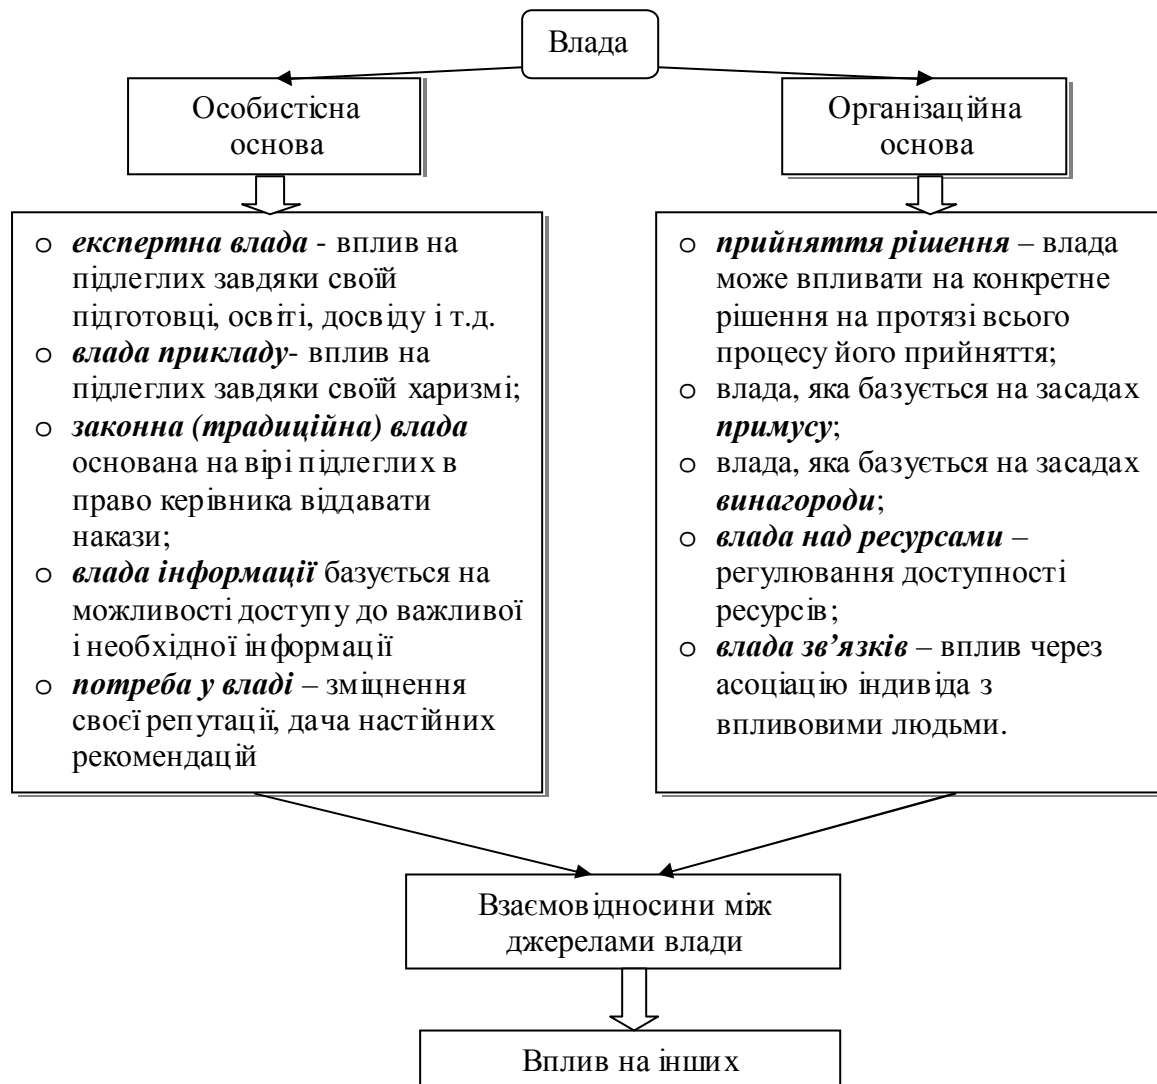 Влада
Особистісна
основа
Організаційна
основа
o експертна влада - вплив на
підлеглих завдяки своїй
підготовці, освіті, досвіду і т.д.
o влада прикладу- вплив на
підлеглих завдяки своїй харизмі;
o законна (традиційна) влада
основана на вірі підлеглих в
право керівника віддавати
накази;
o влада інформації базується на
можливості доступу до важливої
і необхідної інформації
o потреба у владі – зміцнення
своєї репутації, дача настійних
рекомендацій
o прийняття рішення – влада
може впливати на конкретне
рішення на протязі всього
процесу його прийняття;
o влада, яка базується на засадах
примусу;
o влада, яка базується на засадах
винагороди;
o влада над ресурсами –
регулювання доступності
ресурсів;
o влада зв’язків – вплив через
асоціацію індивіда з
впливовими людьми.
Взаємовідносини між
джерелами влади
Вплив на інших